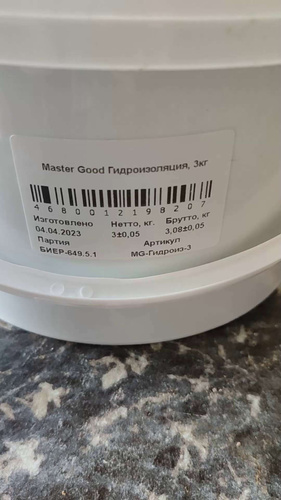 Master Good Гидроизоляция, 3кг
4680012198207
Изготовлено Нетто, кг. Брутто, кг
04.04.2023 3±0,05 3,08±0,05
Партия Артикул
БИЕР-649.5.1 MG-Гидроиз-3